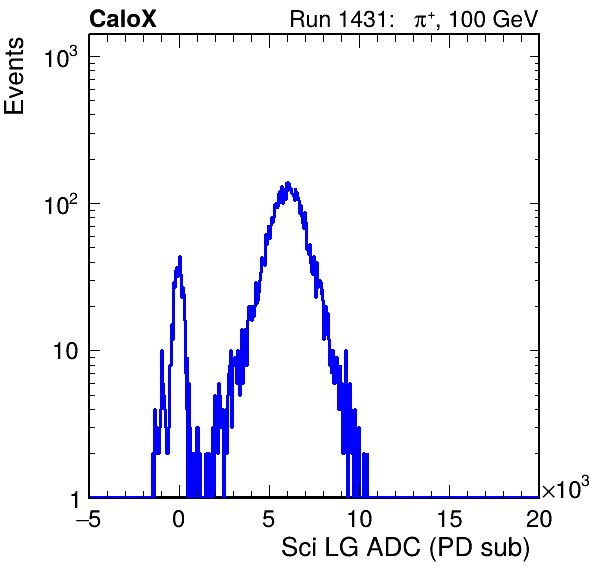 CaloX Run 1431: π⁺, 100 GeV
Events
10³
10²
10
1
−5 0 5 10 15 20 ×10³
Sci LG ADC (PD sub)